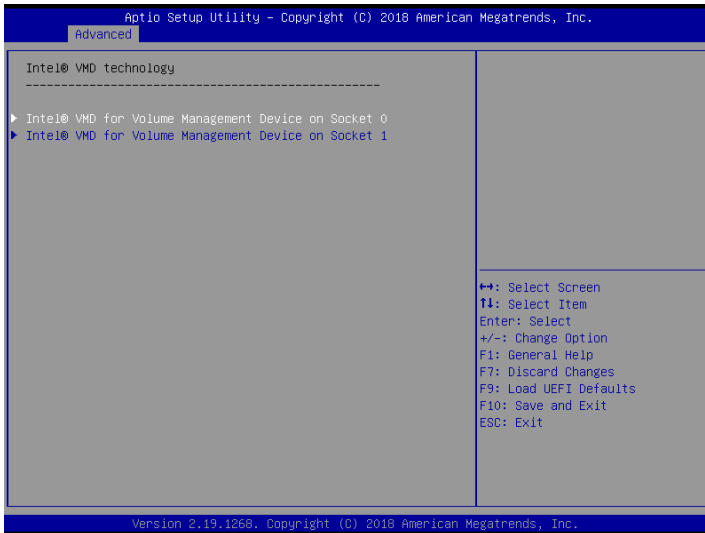 Aptio Setup Utility – Copyright (C) 2018 American Megatrends, Inc.
Advanced
Intel® VMD technology
--------------------------------------------------
Intel® VMD for Volume Management Device on Socket 0
Intel® VMD for Volume Management Device on Socket 1
↔: Select Screen
↑↓: Select Item
Enter: Select
+/-: Change Option
F1: General Help
F7: Discard Changes
F9: Load UEFI Defaults
F10: Save and Exit
ESC: Exit
Version 2.19.1268. Copyright (C) 2018 American Megatrends, Inc.